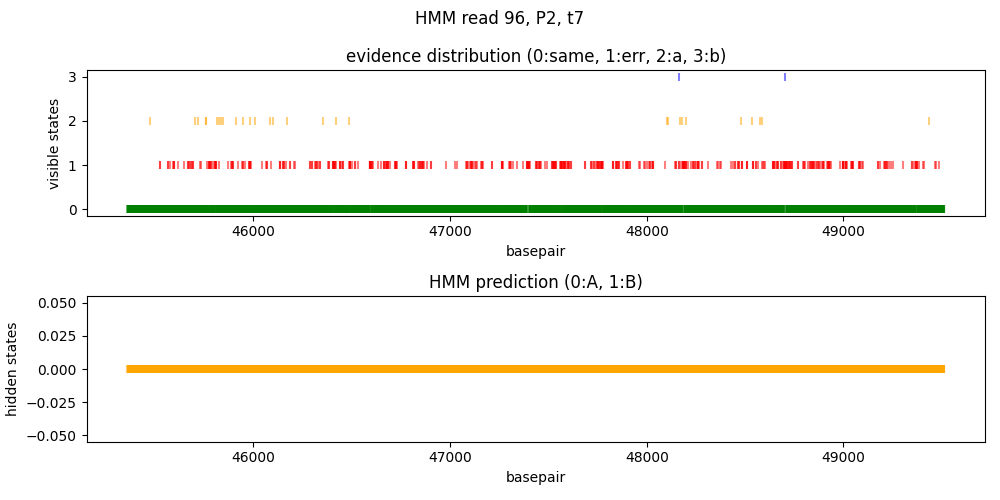 HMM read 96, P2, t7
evidence distribution (0:same, 1:err, 2:a, 3:b)
visible states
3
2
1
0
46000 47000 48000 49000
basepair
HMM prediction (0:A, 1:B)
hidden states
0.050
0.025
0.000
−0.025
−0.050
46000 47000 48000 49000
basepair